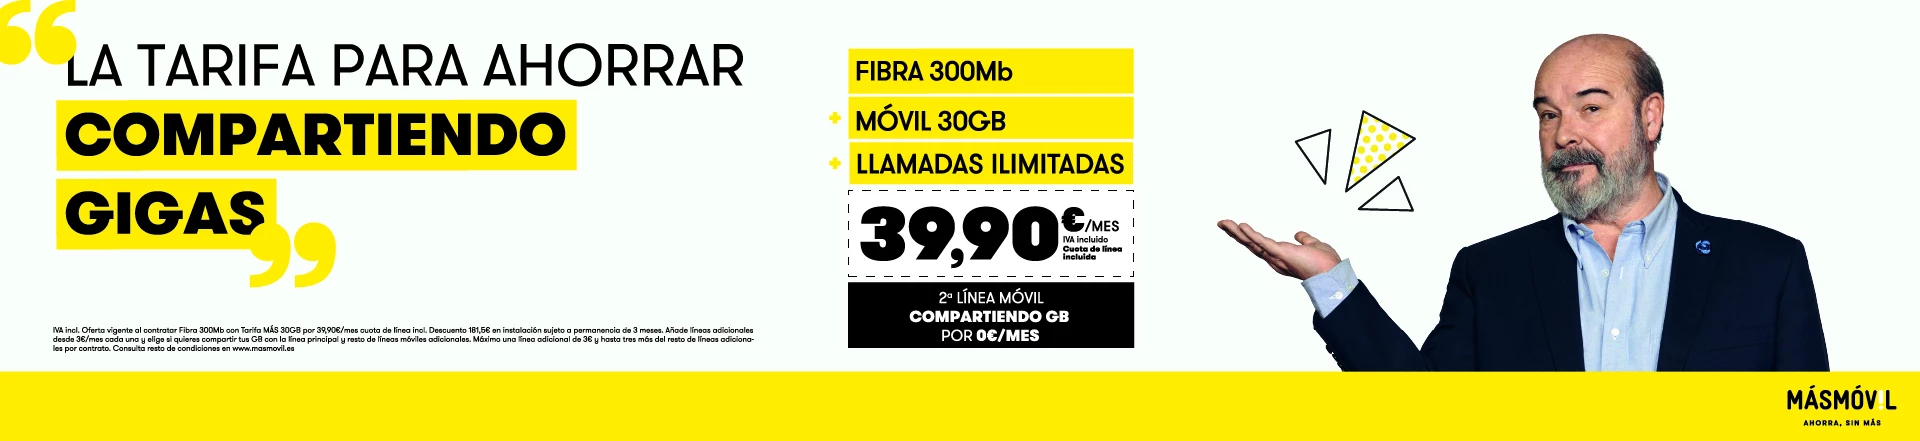 “LA TARIFA PARA AHORRAR
COMPARTIENDO
GIGAS”
IVA incl. Oferta vigente al contratar Fibra 300Mb con Tarifa MÁS 30GB por 39,90€/mes cuota de línea incl. Descuento 181,5€ en instalación sujeto a permanencia de 3 meses. Añade líneas adicionales
desde 3€/mes cada una y elige si quieres compartir tus GB con la línea principal y resto de líneas móviles adicionales. Máximo una línea adicional de 3€ y hasta tres más del resto de líneas adiciona-
les por contrato. Consulta resto de condiciones en www.masmovil.es
FIBRA 300Mb
+ MÓVIL 30GB
+ LLAMADAS ILIMITADAS
39,90€/MES
IVA incluido
Cuota de línea
incluida
2ª LÍNEA MÓVIL
COMPARTIENDO GB
POR 0€/MES
MÁSMÓV!L
AHORRA, SIN MÁS